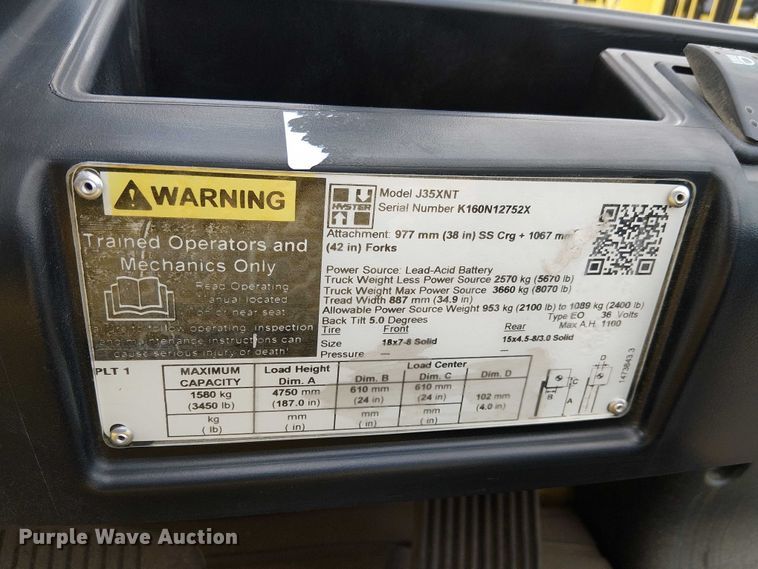 WARNING
Trained Operators and
Mechanics Only
Read Operating
anual located
on or near seat
to follow operating, inspection
and maintenance instructions can
cause serious injury or death
HYSTER
Model J35XNT
Serial Number K160N12752X
Attachment: 977 mm (38 in) SS Crg + 1067 mm
(42 in) Forks
Power Source: Lead-Acid Battery
Truck Weight Less Power Source 2570 kg (5670 lb)
Truck Weight Max Power Source 3660 kg (8070 lb)
Tread Width 887 mm (34.9 in)
Allowable Power Source Weight 953 kg (2100 lb) to 1089 kg (2400 lb)
Back Tilt 5.0 Degrees Type EO 36 Volts
Tire Front Rear Max A.H. 1100
Size 18x7-8 Solid 15x4.5-8/3.0 Solid
Pressure — —
PLT 1
MAXIMUM CAPACITY Load Height Dim. A Load Center Dim. B Dim. C Dim. D
1580 kg 4750 mm 610 mm 610 mm 102 mm
(3450 lb) (187.0 in) (24 in) (24 in) (4.0 in)
kg mm mm mm mm
( lb) ( in) ( in) ( in) ( in)
D
C
B
A
1473843 3
Purple Wave Auction